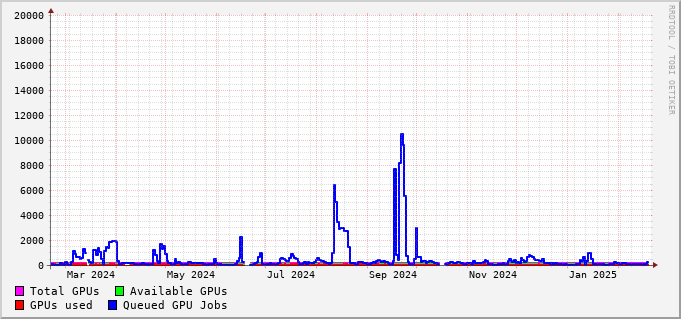 20000
18000
16000
14000
12000
10000
8000
6000
4000
2000
0
Mar 2024 May 2024 Jul 2024 Sep 2024 Nov 2024 Jan 2025
Total GPUs Available GPUs
GPUs used Queued GPU Jobs
RRDTOOL / TOBI OETIKER